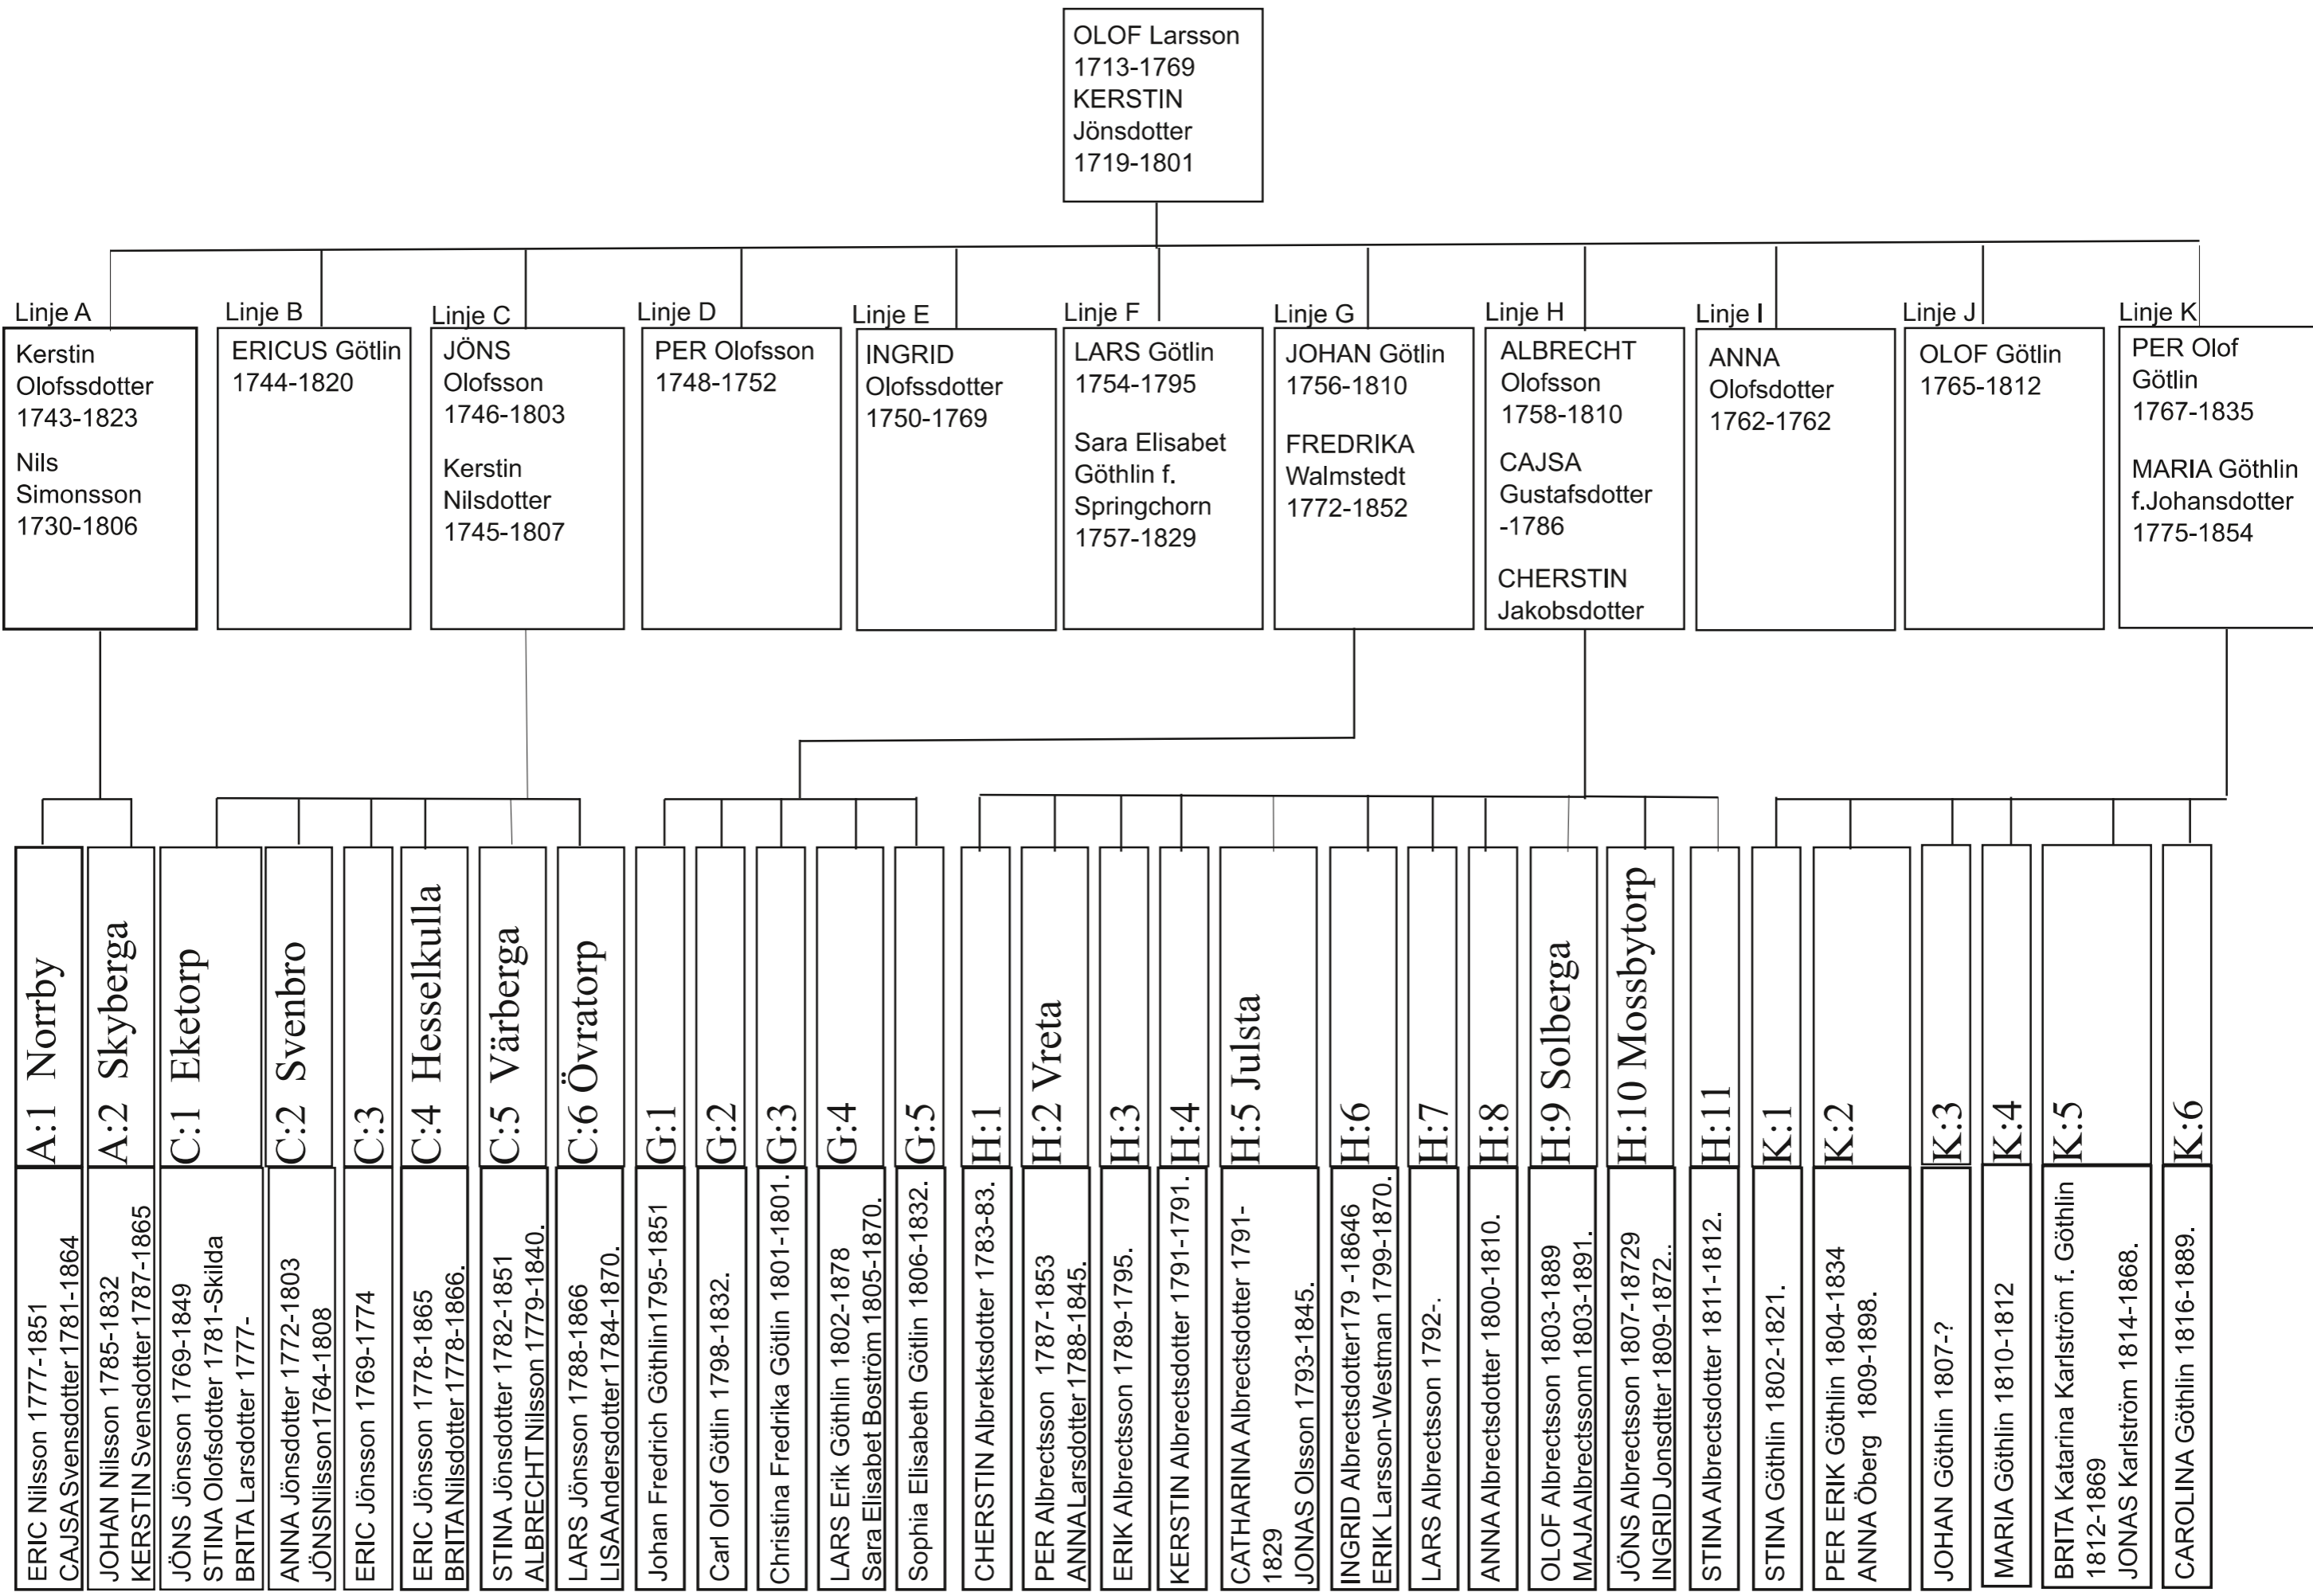 OLOF Larsson
1713-1769
KERSTIN
Jönsdotter
1719-1801
Linje A
Kerstin
Olofssdotter
1743-1823
Nils
Simonsson
1730-1806
Linje B
ERICUS Götlin
1744-1820
Linje C
JÖNS
Olofsson
1746-1803
Kerstin
Nilsdotter
1745-1807
Linje D
PER Olofsson
1748-1752
Linje E
INGRID
Olofssdotter
1750-1769
Linje F
LARS Götlin
1754-1795
Sara Elisabet
Göthlin f.
Springchorn
1757-1829
Linje G
JOHAN Götlin
1756-1810
FREDRIKA
Walmstedt
1772-1852
Linje H
ALBRECHT
Olofsson
1758-1810
CAJSA
Gustafsdotter
-1786
CHERSTIN
Jakobsdotter
Linje I
ANNA
Olofsdotter
1762-1762
Linje J
OLOF Götlin
1765-1812
Linje K
PER Olof
Götlin
1767-1835
MARIA Göthlin
f.Johansdotter
1775-1854
A:1 Norrby
ERIC Nilsson 1777-1851
CAJSA Svensdotter 1781-1864
A:2 Skyberga
JOHAN Nilsson 1785-1832
KERSTIN Svensdotter 1787-1865
C:1 Eketorp
JÖNS Jönsson 1769-1849
STINA Olofsdotter 1781-Skilda
BRITA Larsdotter 1777-
C:2 Svenbro
ANNA Jönsdotter 1772-1803
JÖNSNilsson1764-1808
C:3
ERIC Jönsson 1769-1774
C:4 Hesselkulla
ERIC Jönsson 1778-1865
BRITA Nilsdotter 1778-1866.
C:5 Värberga
STINA Jönsdotter 1782-1851
ALBRECHT Nilsson 1779-1840.
C:6 Övratorp
LARS Jönsson 1788-1866
LISA Andersdotter 1784-1870.
G:1
Johan Fredrich Göthlin1795-1851
G:2
Carl Olof Götlin 1798-1832.
G:3
Christina Fredrika Götlin 1801-1801.
G:4
LARS Erik Göthlin 1802-1878
Sara Elisabet Boström 1805-1870.
G:5
Sophia Elisabeth Götlin 1806-1832.
H:1
CHERSTIN Albrektsdotter 1783-83.
H:2 Vreta
PER Albrectsson 1787-1853
ANNA Larsdotter 1788-1845.
H:3
ERIK Albrectsson 1789-1795.
H:4
KERSTIN Albrectsdotter 1791-1791.
H:5 Julsta
CATHARINA Albrectsdotter 1791-
1829
JONAS Olsson 1793-1845.
H:6
INGRID Albrectsdotter179 -18646
ERIK Larsson-Westman 1799-1870.
H:7
LARS Albrectsson 1792-.
H:8
ANNA Albrectsdotter 1800-1810.
H:9 Solberga
OLOF Albrectsson 1803-1889
MAJA Albrectssonn 1803-1891.
H:10 Mossbytorp
JÖNS Albrectsson 1807-18729
INGRID Jonsdtter 1809-1872..
H:11
STINA Albrectsdotter 1811-1812.
K:1
STINA Göthlin 1802-1821.
K:2
PER ERIK Göthlin 1804-1834
ANNA Öberg 1809-1898.
K:3
JOHAN Göthlin 1807-?
K:4
MARIA Göthlin 1810-1812
K:5
BRITA Katarina Karlström f. Göthlin
1812-1869
JONAS Karlström 1814-1868.
K:6
CAROLINA Göthlin 1816-1889.